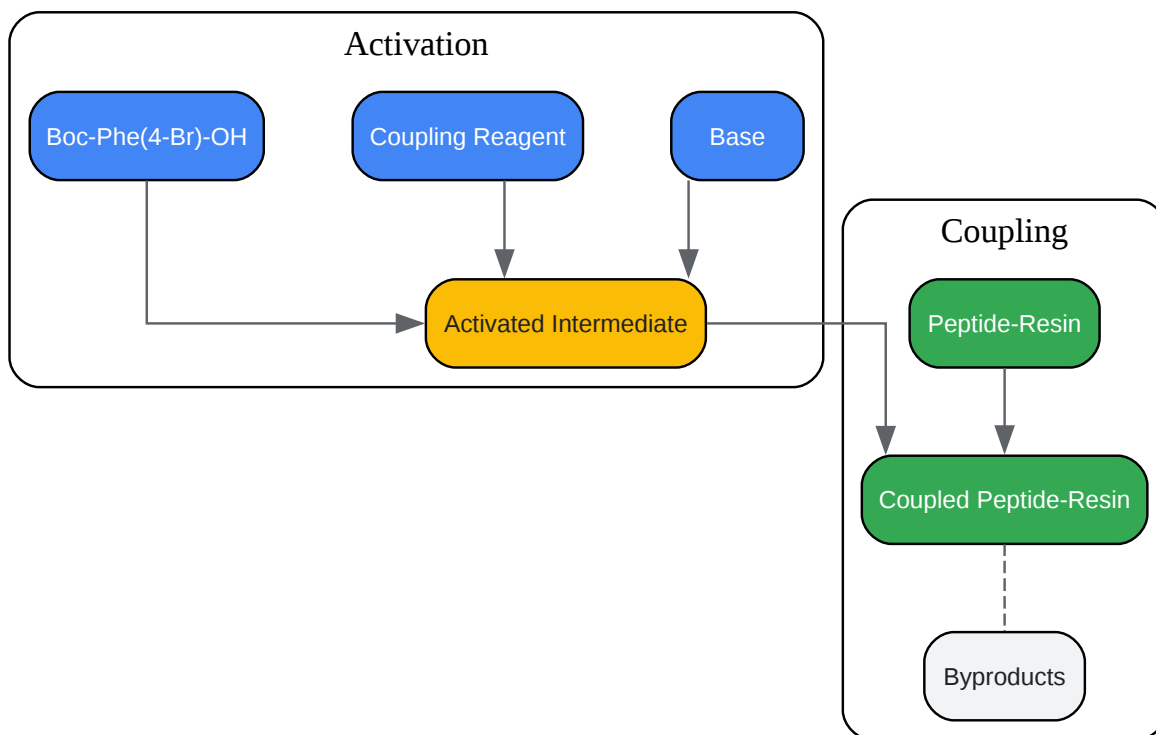 Activation
Boc-Phe(4-Br)-OH
Coupling Reagent
Base
Activated Intermediate
Coupling
Peptide-Resin
Coupled Peptide-Resin
Byproducts